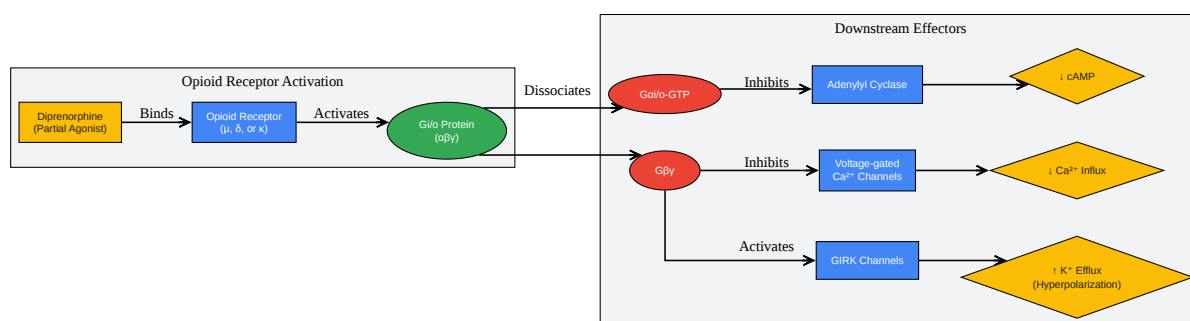 Opioid Receptor Activation
Diprenorphine
(Partial Agonist)
Binds
Opioid Receptor
(μ, δ, or κ)
Activates
Gi/o Protein
(αβγ)
Dissociates
Downstream Effectors
Gαi/o-GTP
Inhibits
Adenylyl Cyclase
↓ cAMP
Gβγ
Inhibits
Voltage-gated
Ca²⁺ Channels
↓ Ca²⁺ Influx
Activates
GIRK Channels
↑ K⁺ Efflux
(Hyperpolarization)